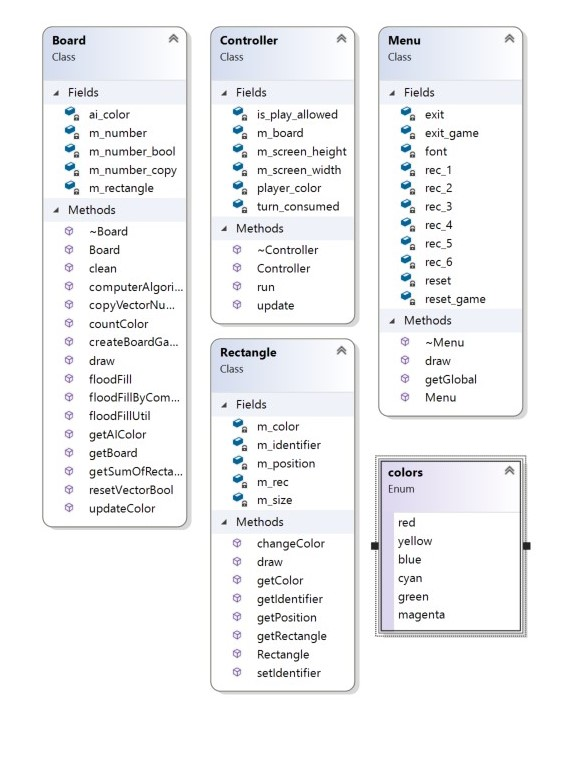 Board
Class
Fields
ai_color
m_number
m_number_bool
m_number_copy
m_rectangle
Methods
~Board
Board
clean
computerAlgori...
copyVectorNu...
countColor
createBoardGa...
draw
floodFill
floodFillByCom...
floodFillUtil
getAIColor
getBoard
getSumOfRecta...
resetVectorBool
updateColor
Controller
Class
Fields
is_play_allowed
m_board
m_screen_height
m_screen_width
player_color
turn_consumed
Methods
~Controller
Controller
run
update
Rectangle
Class
Fields
m_color
m_identifier
m_position
m_rec
m_size
Methods
changeColor
draw
getColor
getIdentifier
getPosition
getRectangle
Rectangle
setIdentifier
Menu
Class
Fields
exit
exit_game
font
rec_1
rec_2
rec_3
rec_4
rec_5
rec_6
reset
reset_game
Methods
~Menu
draw
getGlobal
Menu
colors
Enum
red
yellow
blue
cyan
green
magenta